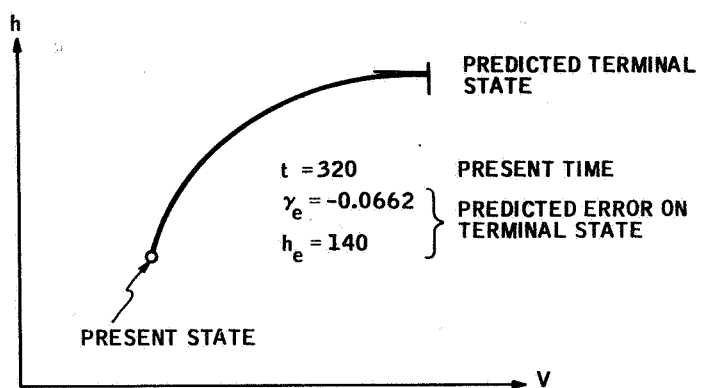 h
PREDICTED TERMINAL
STATE
t = 320 PRESENT TIME
γe = -0.0662
PREDICTED ERROR ON
TERMINAL STATE
he = 140
PRESENT STATE
V